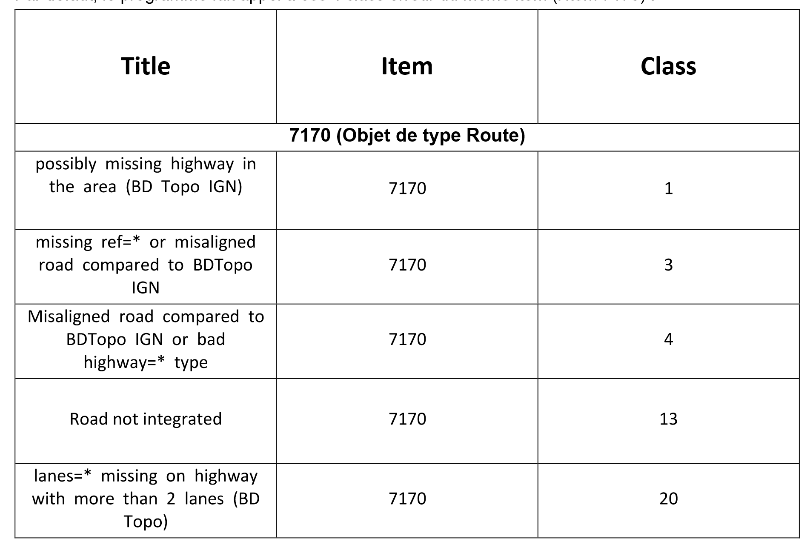 Title Item Class
7170 (Objet de type Route)
possibly missing highway in
the area (BD Topo IGN) 7170 1
missing ref=* or misaligned
road compared to BDTopo 7170 3
IGN
Misaligned road compared to
BDTopo IGN or bad 7170 4
highway=* type
Road not integrated 7170 13
lanes=* missing on highway
with more than 2 lanes (BD 7170 20
Topo)